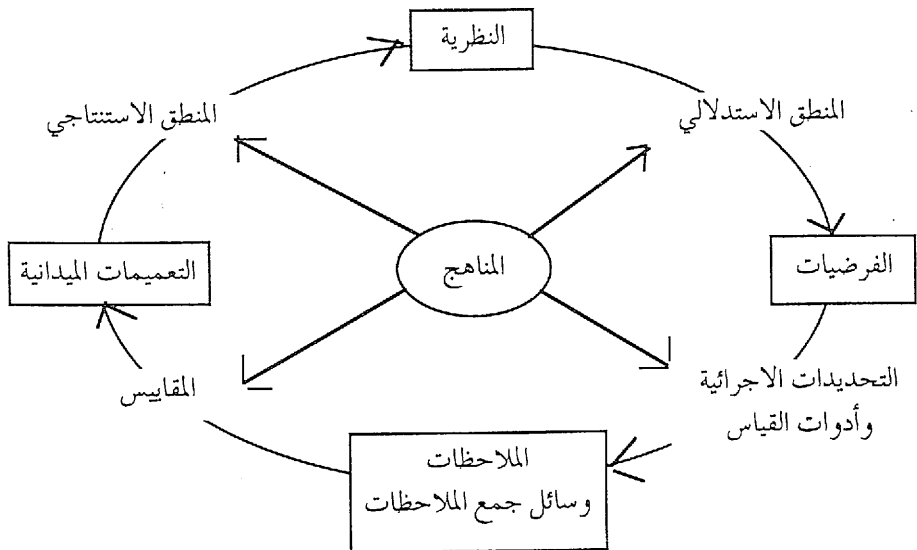 النظرية
المنطق الاستدلالي
المنطق الاستنتاجي
المناهج
الفرضيات
التعميمات الميدانية
التحديدات الاجرائية
وأدوات القياس
المقاييس
الملاحظات
وسائل جمع الملاحظات